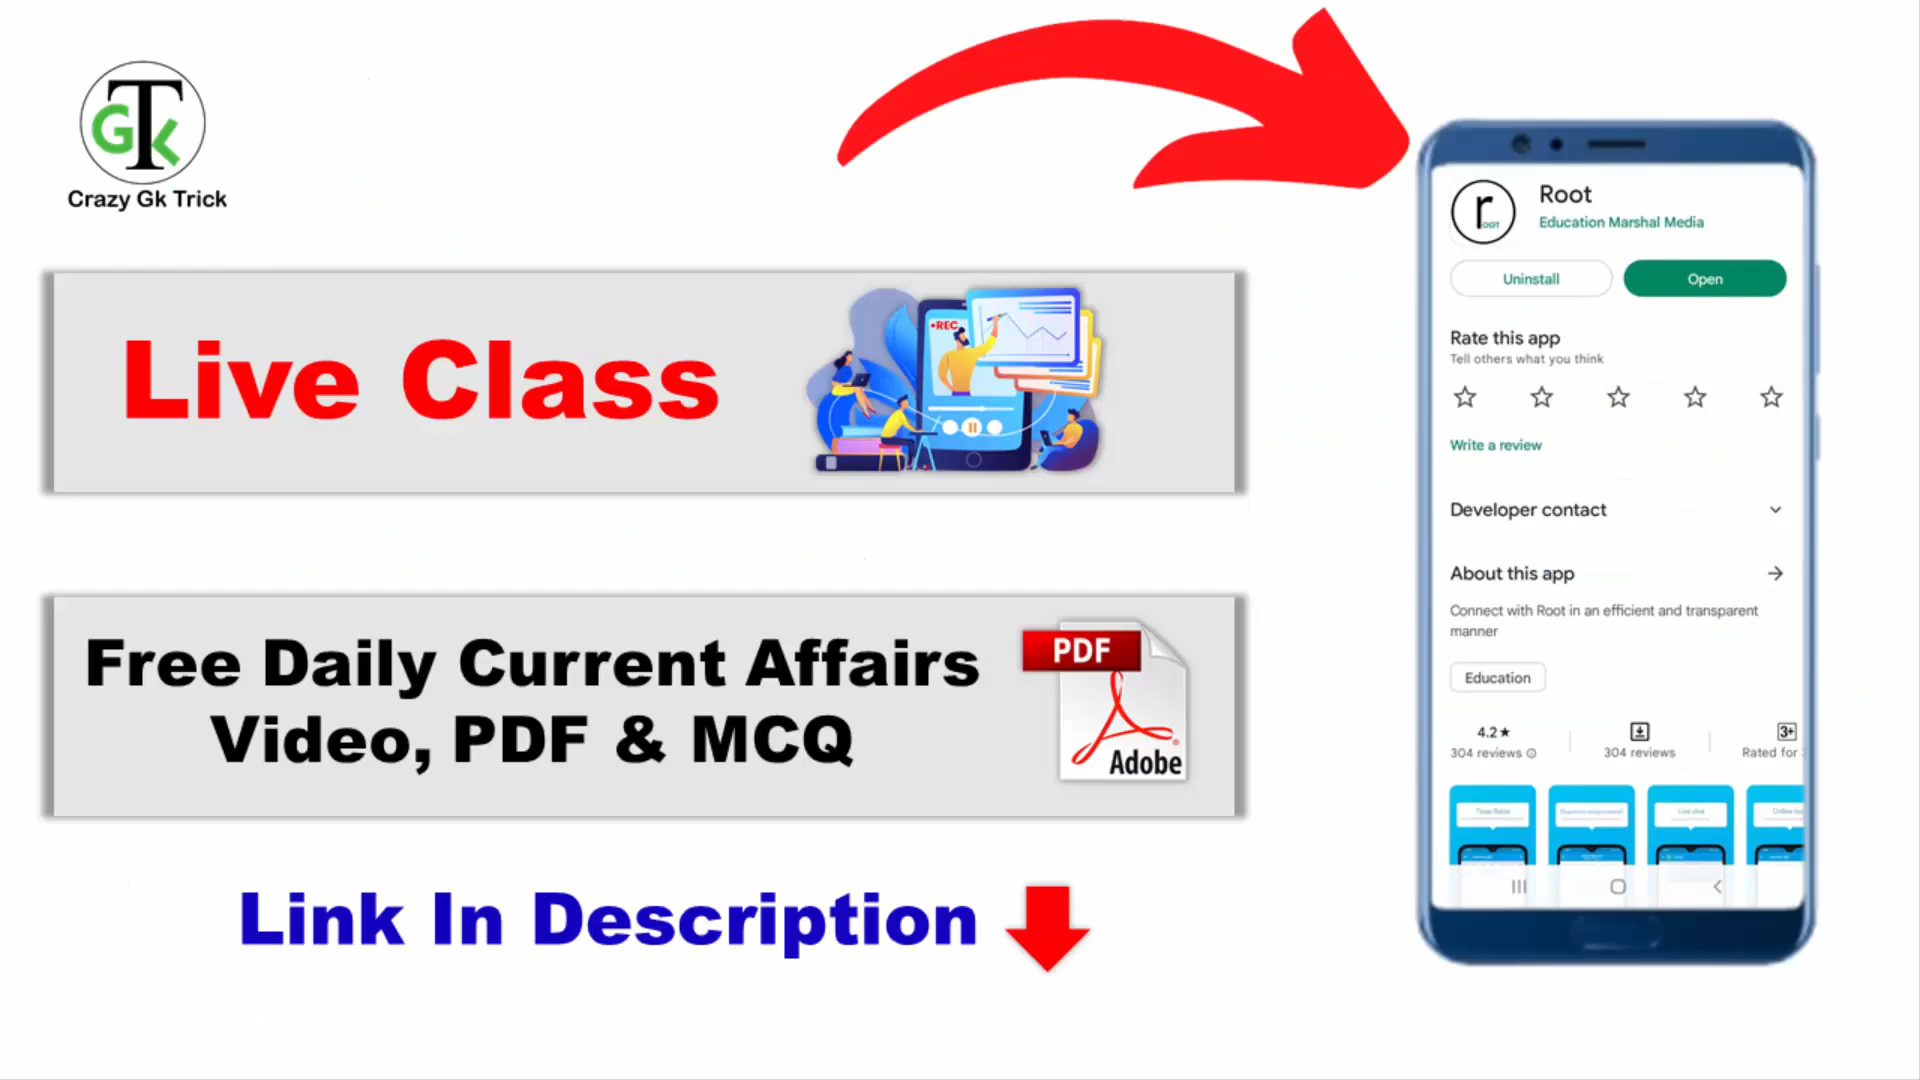 GTK
Crazy Gk Trick
Live Class
REC
Free Daily Current Affairs
Video, PDF & MCQ
PDF
Adobe
Link In Description
r
OOT
Root
Education Marshal Media
Uninstall
Open
Rate this app
Tell others what you think
Write a review
Developer contact
About this app
Connect with Root in an efficient and transparent
manner
Education
4.2★
304 reviews
304 reviews
3+
Rated for
Live chat